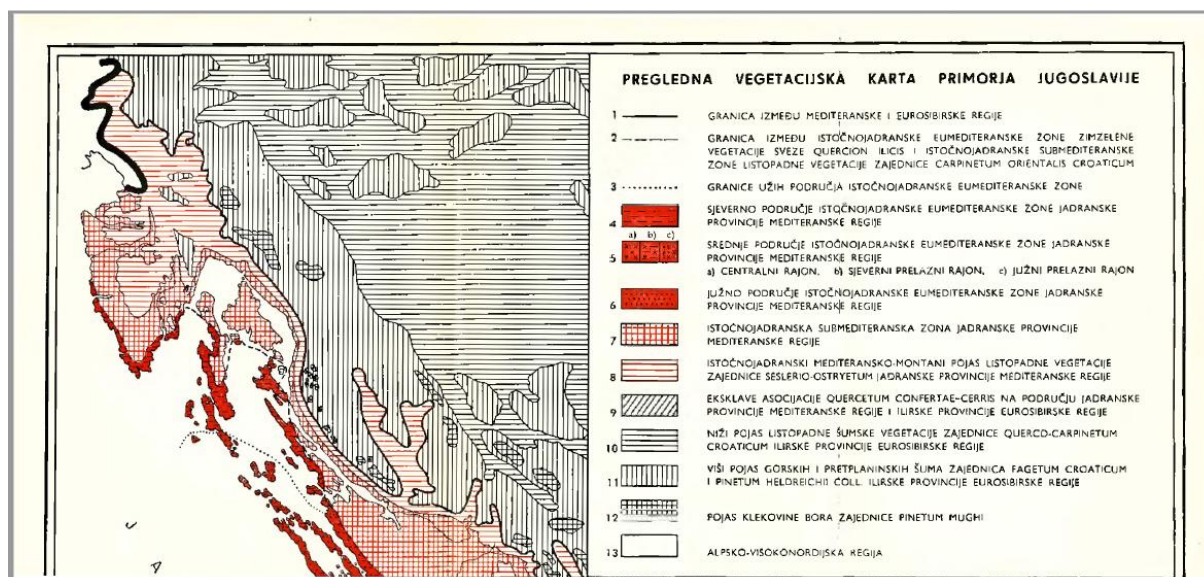 PREGLEDNA VEGETACIJSKA KARTA PRIMORJA JUGOSLAVIJE
1 GRANICA IZMEĐU MEDITERANSKE I EUROSIBIRSKE REGIJE
2 GRANICA IZMEĐU ISTOČNOJADRANSKE EUMEDITERANSKE ZONE ZIMZELENE
VEGETACIJE SVEZE QUERCION ILICIS I ISTOČNOJADRANSKE SUBMEDITERANSKE
ZONE LISTOPADNE VEGETACIJE ZAJEDNICE CARPINETUM ORIENTALIS CROATICUM
3 GRANICE UŽIH PODRUČJA ISTOČNOJADRANSKE EUMEDITERANSKE ZONE
4 SJEVERNO PODRUČJE ISTOČNOJADRANSKE EUMEDITERANSKE ZONE JADRANSKE
PROVINCIJE MEDITERANSKE REGIJE
a) b) c)
5 SREDNJE PODRUČJE ISTOČNOJADRANSKE EUMEDITERANSKE ZONE JADRANSKE
PROVINCIJE MEDITERANSKE REGIJE
a) CENTRALNI RAJON, b) SJEVERNI PRELAZNI RAJON, c) JUŽNI PRELAZNI RAJON
6 JUŽNO PODRUČJE ISTOČNOJADRANSKE EUMEDITERANSKE ZONE JADRANSKE
PROVINCIJE MEDITERANSKE REGIJE
7 ISTOČNOJADRANSKA SUBMEDITERANSKA ZONA JADRANSKE PROVINCIJE
MEDITERANSKE REGIJE
8 ISTOČNOJADRANSKI MEDITERANSKO-MONTANI POJAS LISTOPADNE VEGETACIJE
ZAJEDNICE SESLERIO-OSTRYETUM JADRANSKE PROVINCIJE MEDITERANSKE REGIJE
9 EKSKLAVE ASOCIJACIJE QUERCETUM CONFERTAE-CERRIS NA PODRUČJU JADRANSKE
PROVINCIJE MEDITERANSKE REGIJE I ILIRSKE PROVINCIJE EUROSIBIRSKE REGIJE
10 NIŽI POJAS LISTOPADNE ŠUMSKE VEGETACIJE ZAJEDNICE QUERCO-CARPINETUM
CROATICUM ILIRSKE PROVINCIJE EUROSIBIRSKE REGIJE
11 VIŠI POJAS GORSKIH I PRETPLANINSKIH ŠUMA ZAJEDNICA FAGETUM CROATICUM
I PINETUM HELDREICHII COLL. ILIRSKE PROVINCIJE EUROSIBIRSKE REGIJE
12 POJAS KLEKOVINE BORA ZAJEDNICE PINETUM MUGHI
13 ALPSKO-VISOKONORDIJSKA REGIJA